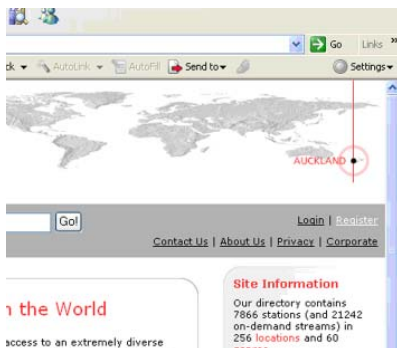 Go Links »
ck AutoLink AutoFill Send to Settings
AUCKLAND
Go!
Login | Register
Contact Us | About Us | Privacy | Corporate
Site Information
n the World
Our directory contains
7866 stations (and 21242
on-demand streams) in
256 locations and 60
access to an extremely diverse